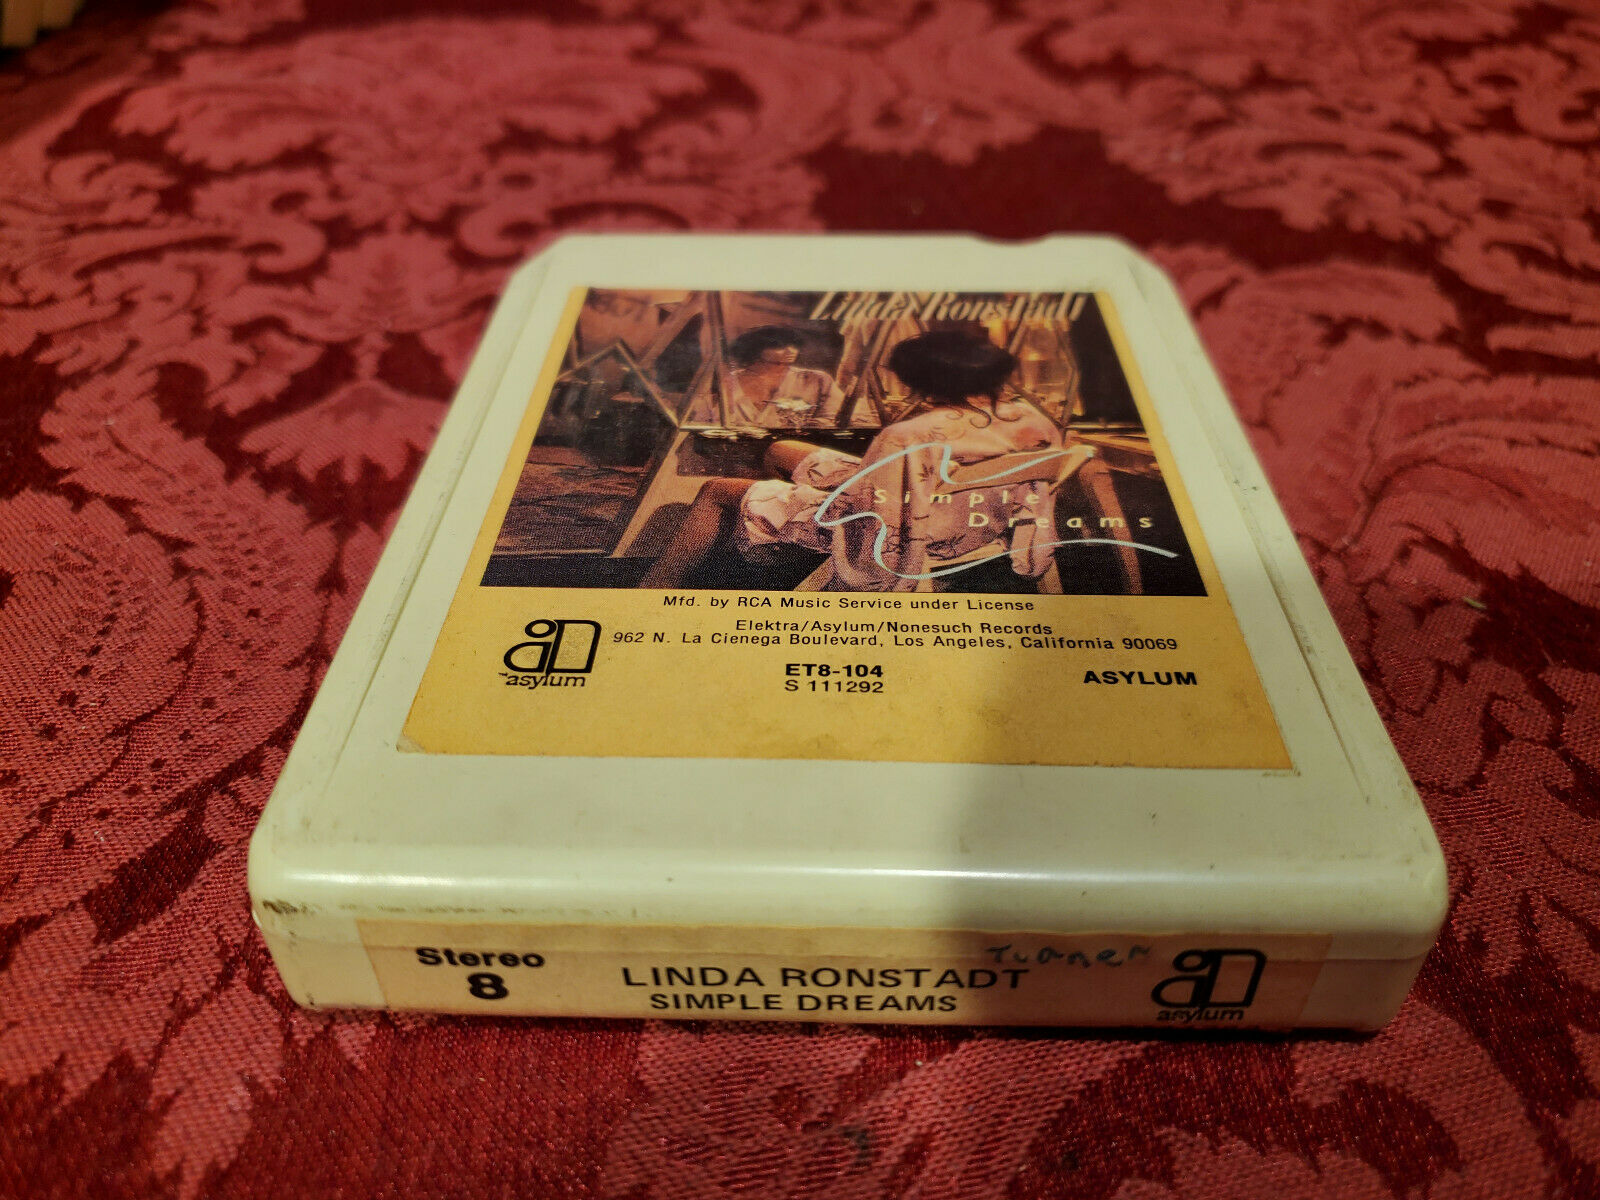 Linda Ronstadt
Simple
Dreams
Mfd. by RCA Music Service under License
Elektra/Asylum/Nonesuch Records
962 N. La Cienega Boulevard, Los Angeles, California 90069
TM asylum
ET8-104
S 111292
ASYLUM
Stereo
8
LINDA RONSTADT
SIMPLE DREAMS
Turner
asylum